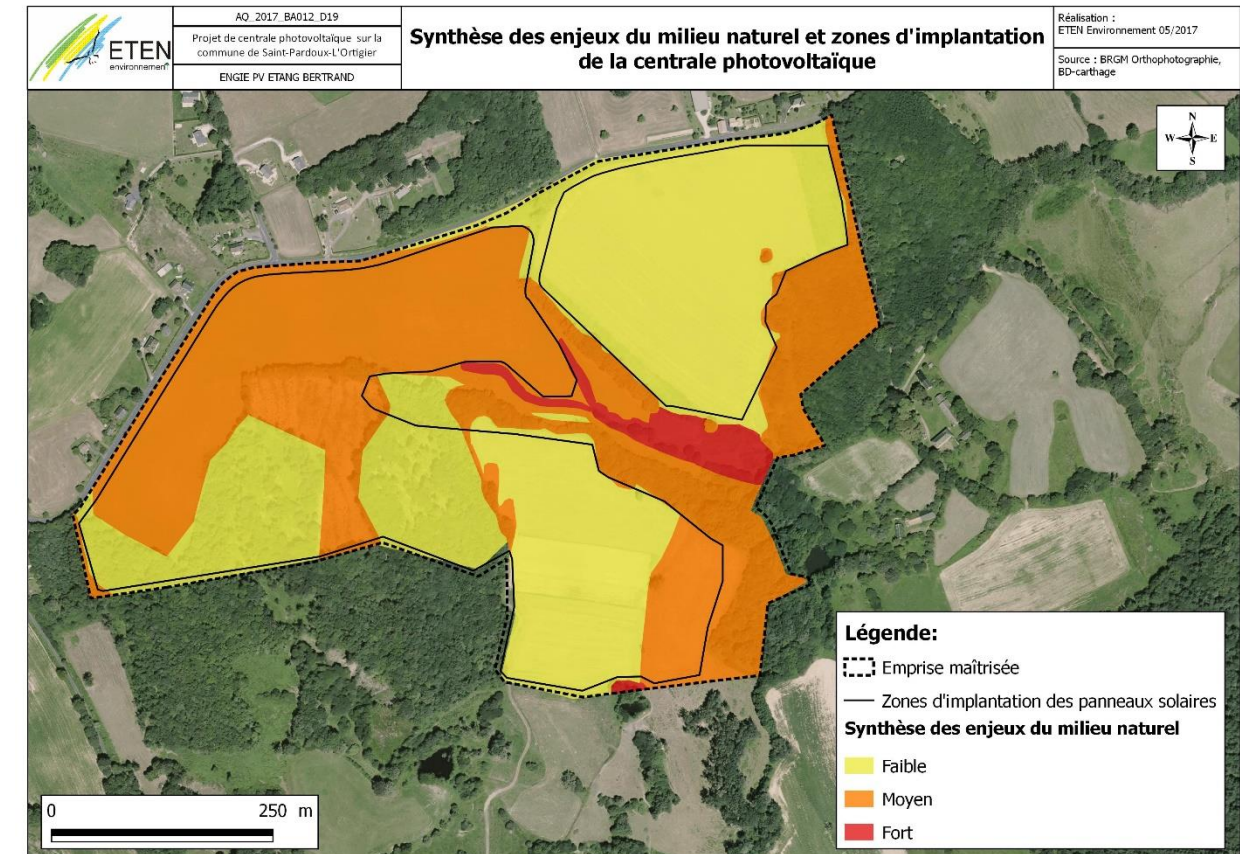 ETEN
environnement
AQ_2017_BA012_D19
Projet de centrale photovoltaïque sur la
commune de Saint-Pardoux-L'Ortigier
ENGIE PV ETANG BERTRAND
Synthèse des enjeux du milieu naturel et zones d'implantation
de la centrale photovoltaïque
Réalisation :
ETEN Environnement 05/2017
Source : BRGM Orthophotographie,
BD-carthage
N
W E
S
Légende:
Emprise maîtrisée
Zones d'implantation des panneaux solaires
Synthèse des enjeux du milieu naturel
Faible
Moyen
Fort
0 250 m